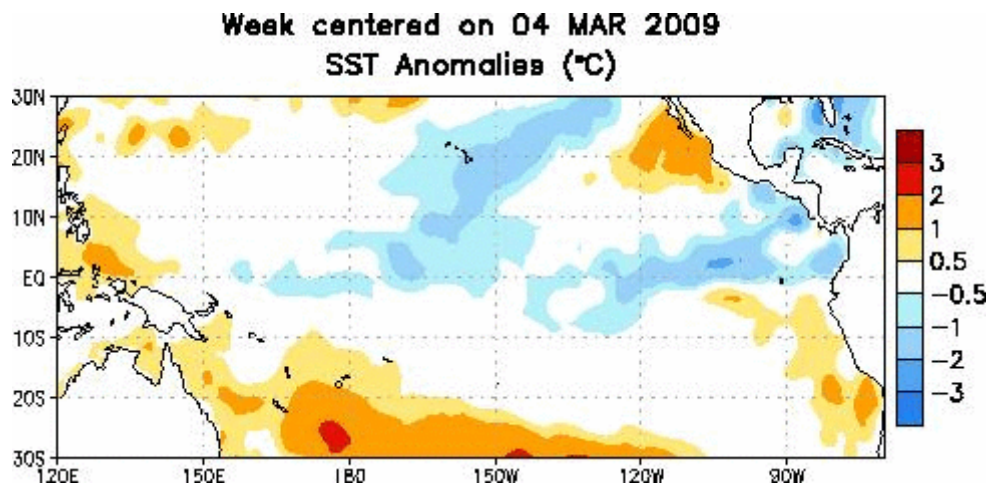 Week centered on 04 MAR 2009
SST Anomalies (°C)
30N
20N
10N
EQ
10S
20S
30S
120E 150E 180 150W 120W 90W
3
2
1
0.5
-0.5
-1
-2
-3